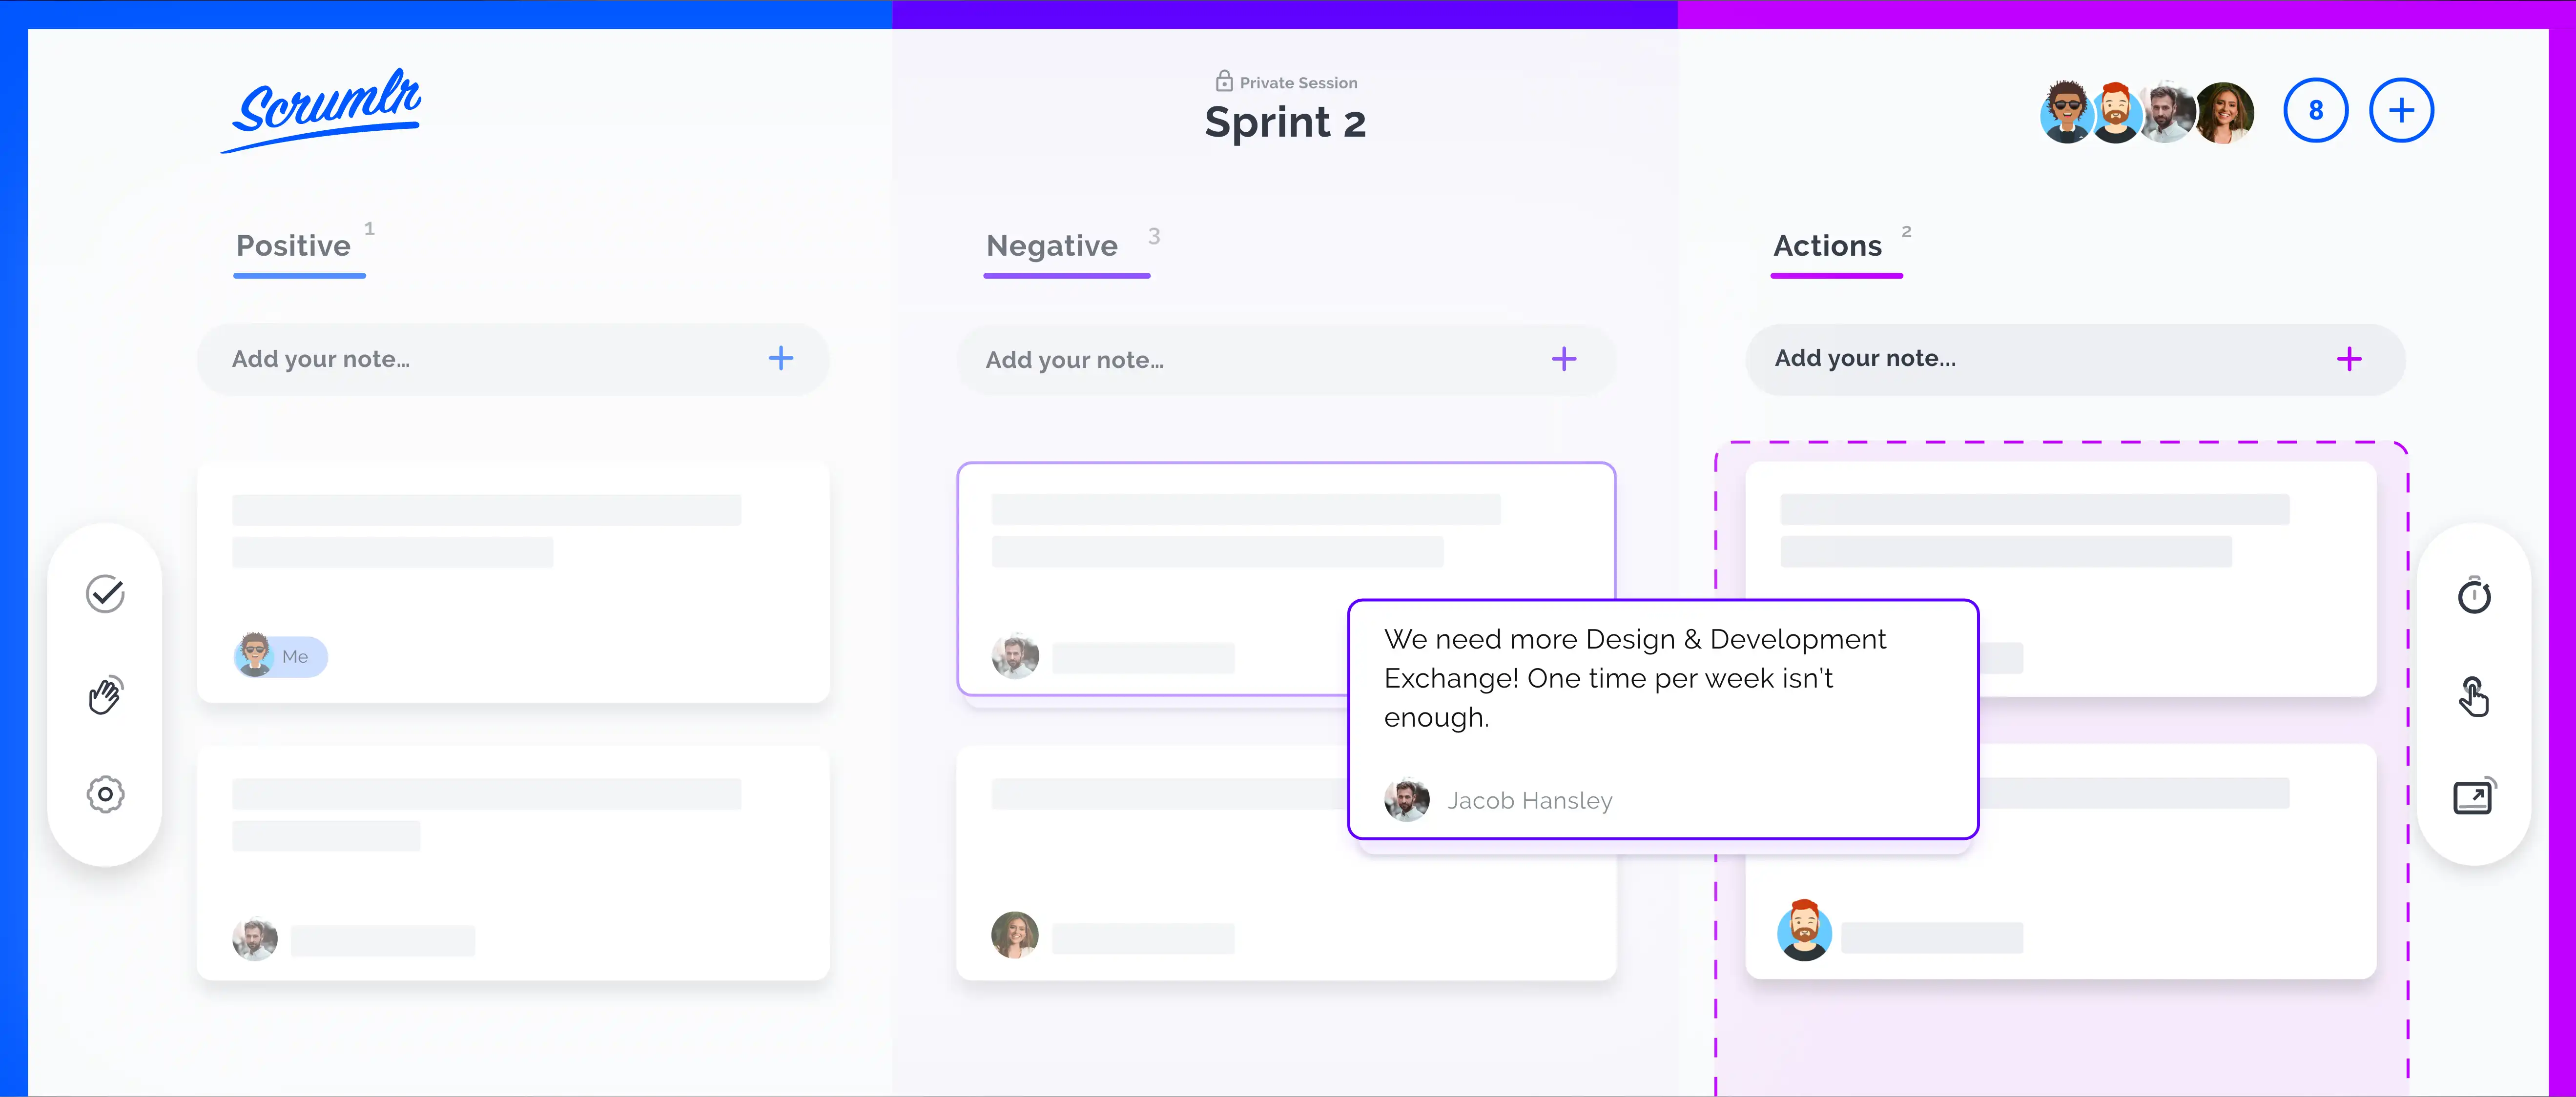 Scrumlr
Private Session
Sprint 2
8
Positive 1
Negative 3
Actions 2
Add your note...
Add your note...
Add your note...
Me
We need more Design & Development
Exchange! One time per week isn't
enough.
Jacob Hansley